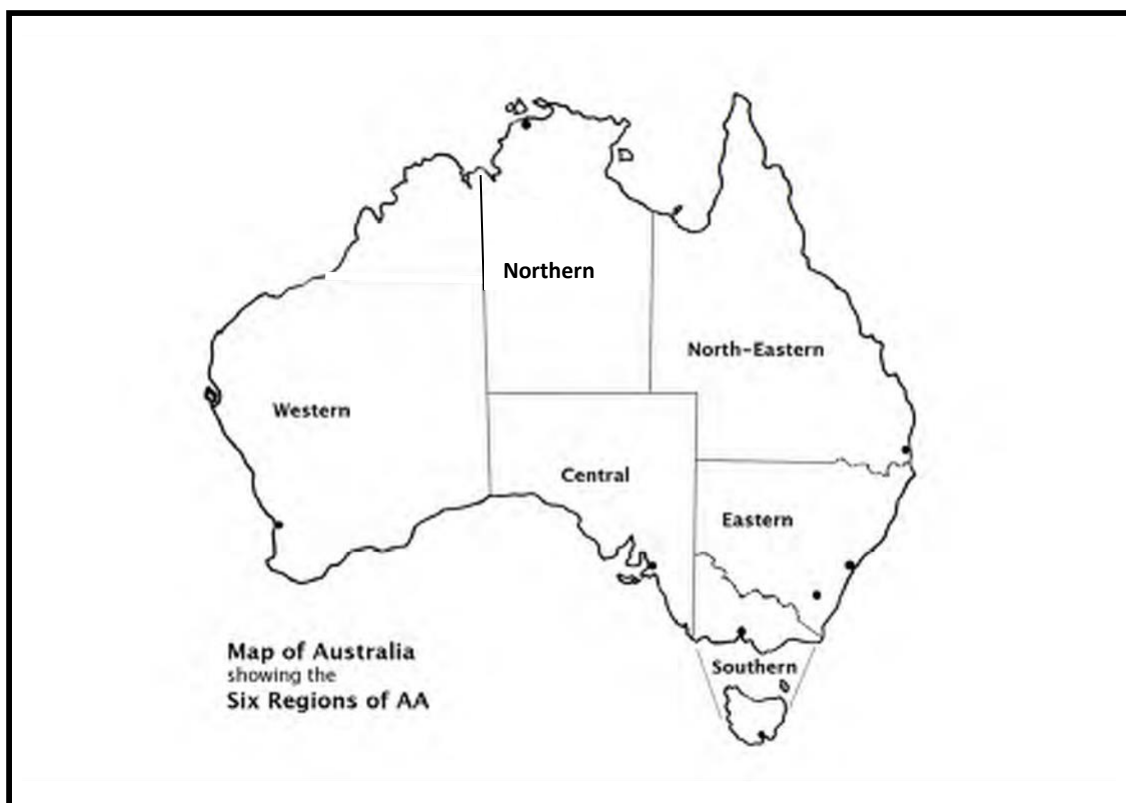 Northern
North-Eastern
Western
Central
Eastern
Southern
Map of Australia
showing the
Six Regions of AA